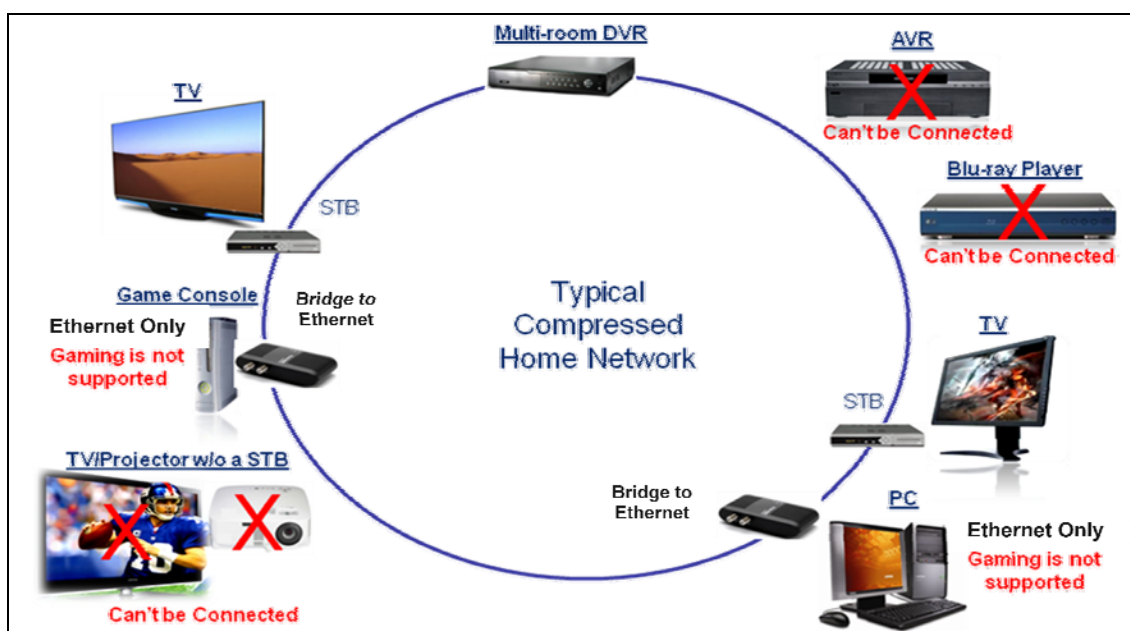 Multi-room DVR
AVR
Can't be Connected
TV
Blu-ray Player
Can't be Connected
STB
Game Console
Ethernet Only
Gaming is not
supported
Bridge to
Ethernet
Typical
Compressed
Home Network
TV
STB
TV/Projector w/o a STB
Can't be Connected
Bridge to
Ethernet
PC
Ethernet Only
Gaming is not
supported